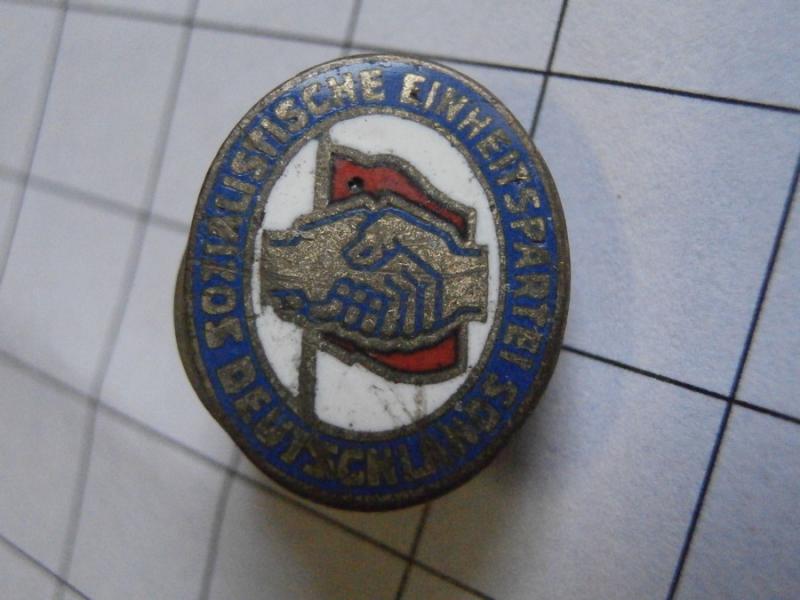 SOZIALISTISCHE EINHEITSPARTEI
DEUTSCHLANDS